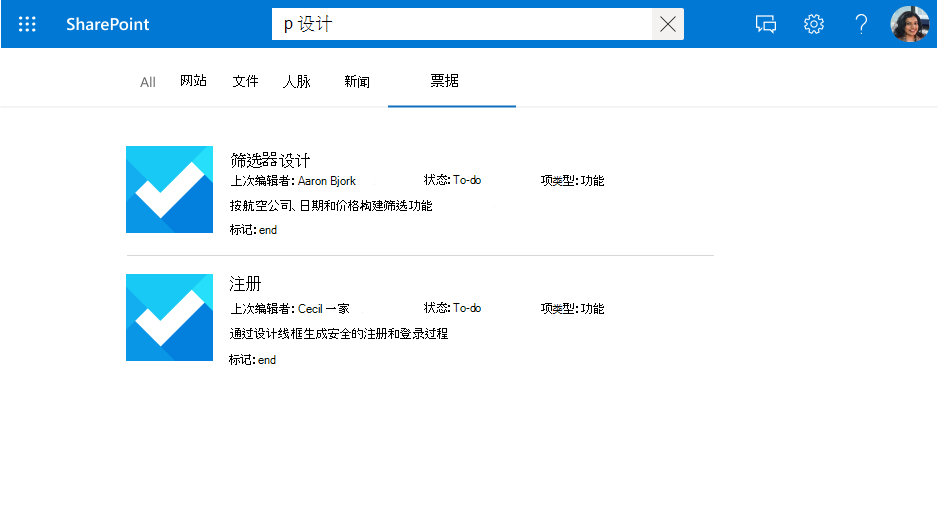 SharePoint p 设计
All 网站 文件 人脉 新闻 票据
筛选器设计
上次编辑者: Aaron Bjork 状态: To-do 项类型: 功能
按航空公司、日期和价格构建筛选功能
标记: end
注册
上次编辑者: Cecil 一家 状态: To-do 项类型: 功能
通过设计线框生成安全的注册和登录过程
标记: end